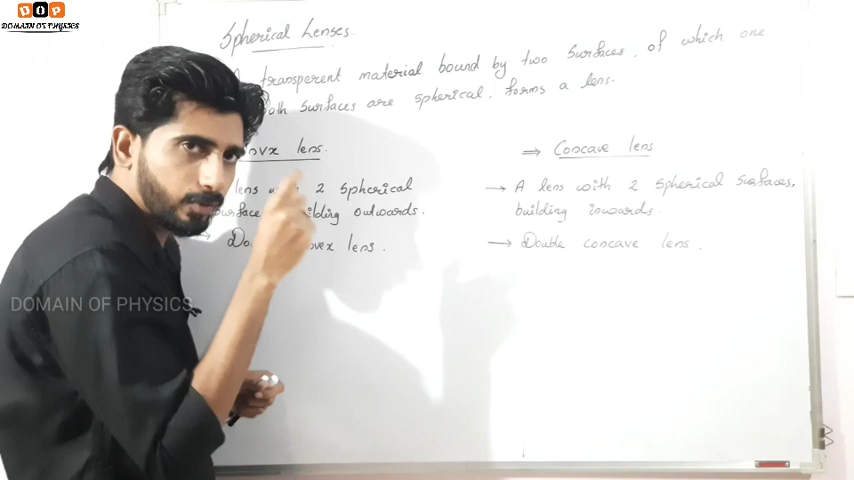 DOP
DOMAIN OF PHYSICS
Spherical Lenses.
transperent material bound by two surfaces, of which one
oth surfaces are spherical, forms a lens.
lens.
lens 2 Spherical
ilding outwards.
lens.
⇒ Concave lens
→ A lens with 2 Spherical surfaces,
building inwards.
→ Double concave lens.
DOMAIN OF PHYSICS